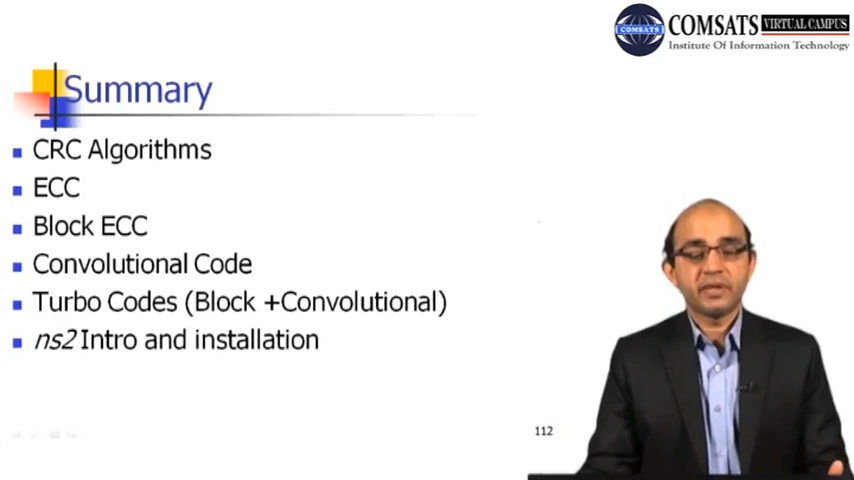 COMSATS VIRTUAL CAMPUS
COMSATS
Institute Of Information Technology
Summary
CRC Algorithms
ECC
Block ECC
Convolutional Code
Turbo Codes (Block +Convolutional)
ns2 Intro and installation
112